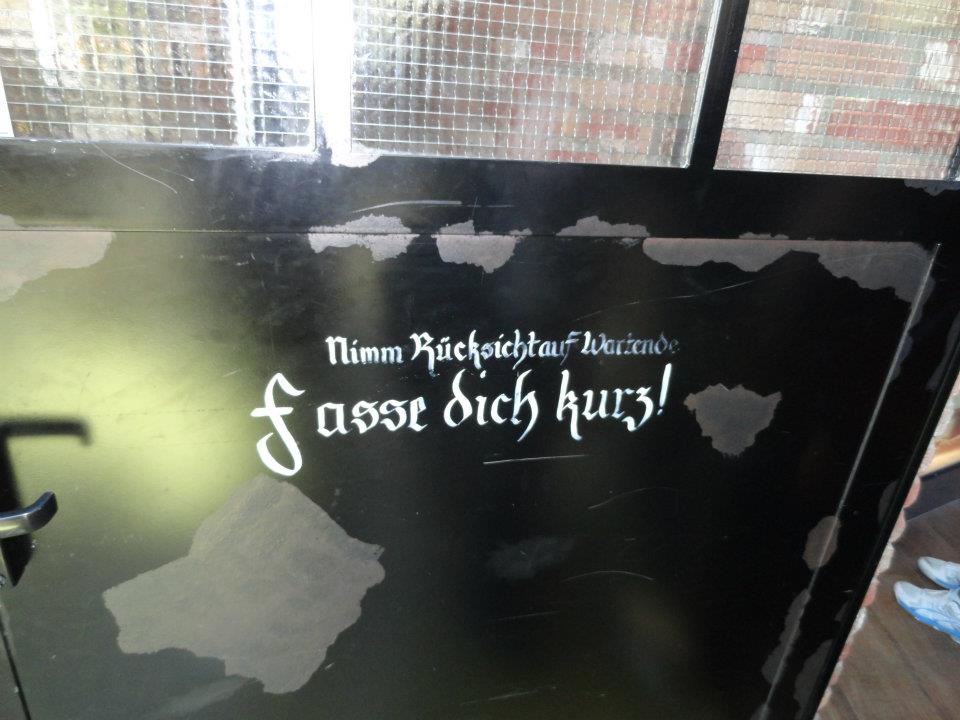 Nimm Rücksicht auf Wartende
Fasse dich kurz!